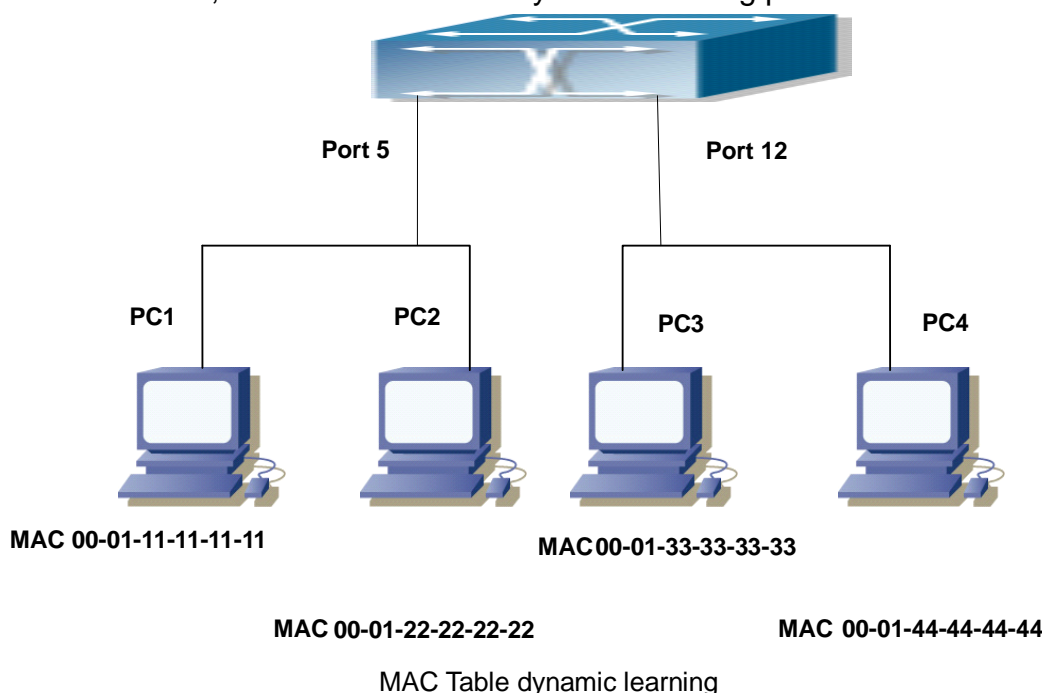 Port 5
Port 12
PC1
PC2
PC3
PC4
MAC 00-01-11-11-11-11
MAC00-01-33-33-33-33
MAC 00-01-22-22-22-22
MAC 00-01-44-44-44-44
MAC Table dynamic learning